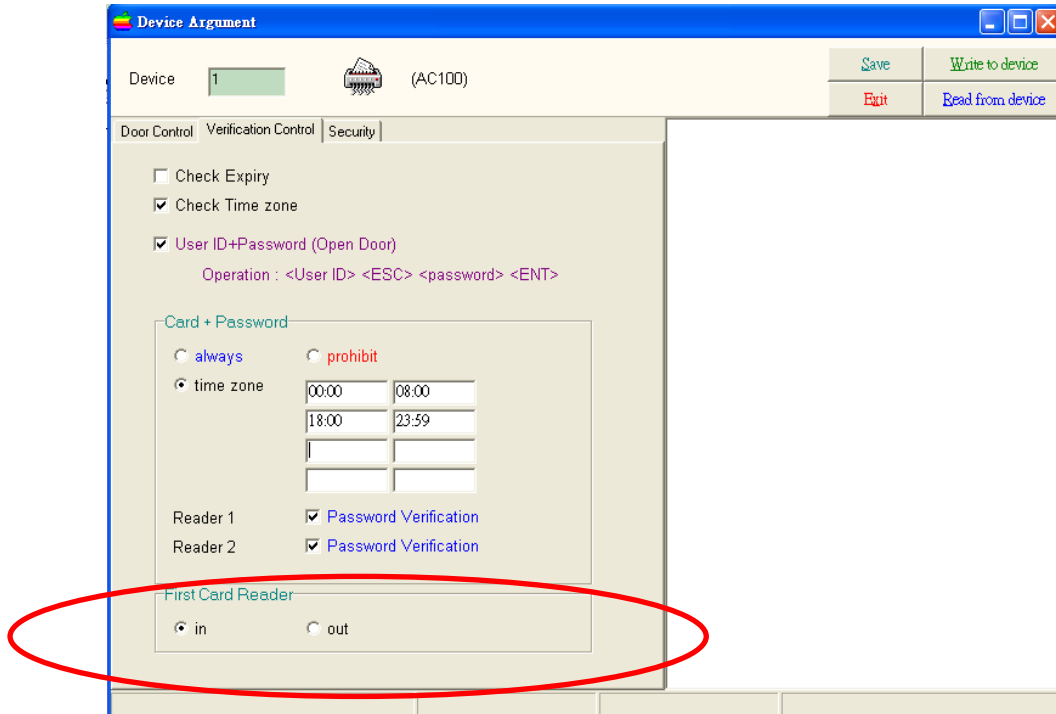 Device Argument
Device 1 (AC100)
Save Write to device
Exit Read from device
Door Control Verification Control Security
Check Expiry
Check Time zone
User ID+Password (Open Door)
Operation : <User ID> <ESC> <password> <ENT>
Card + Password
always prohibit
time zone 00:00 08:00
18:00 23:59
Reader 1 Password Verification
Reader 2 Password Verification
First Card Reader
in out